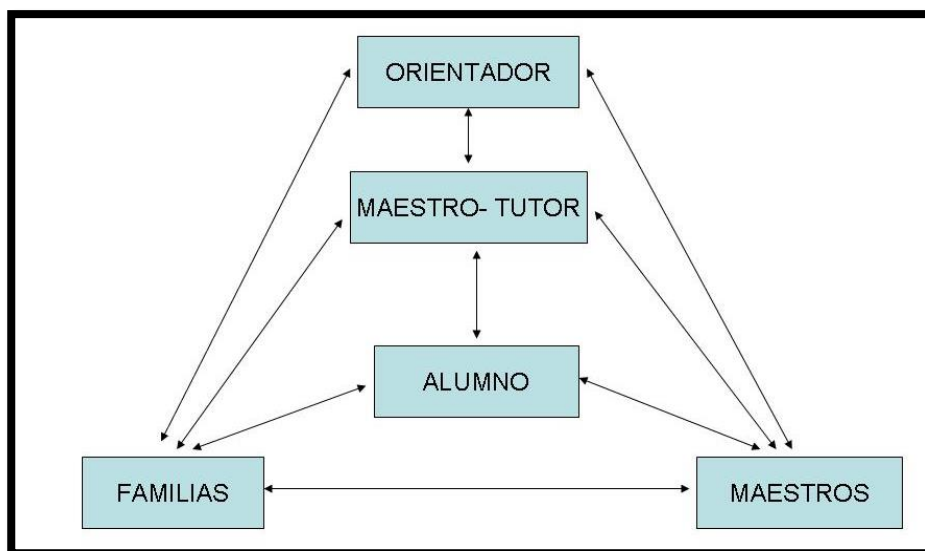 ORIENTADOR
MAESTRO- TUTOR
ALUMNO
FAMILIAS
MAESTROS